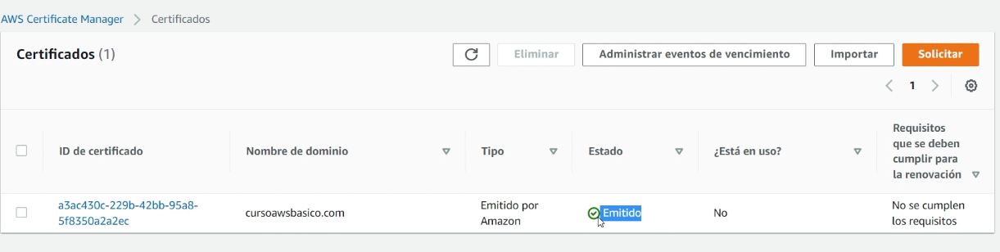 AWS Certificate Manager > Certificados
Certificados (1)
Eliminar
Administrar eventos de vencimiento
Importar
Solicitar
1
ID de certificado
Nombre de dominio
Tipo
Estado
¿Está en uso?
Requisitos
que se deben
cumplir para
la renovación
a3ac430c-229b-42bb-95a8-
5f8350a2a2ec
cursoawsbasico.com
Emitido por
Amazon
Emitido
No
No se cumplen
los requisitos